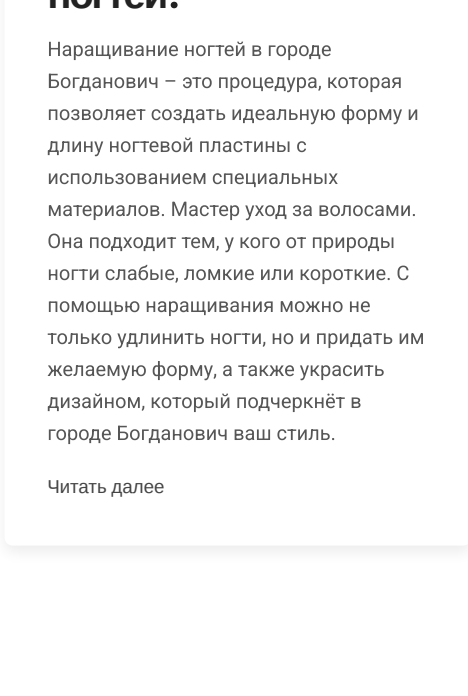 ногтей?
Наращивание ногтей в городе
Богданович – это процедура, которая
позволяет создать идеальную форму и
длину ногтевой пластины с
использованием специальных
материалов. Мастер уход за волосами.
Она подходит тем, у кого от природы
ногти слабые, ломкие или короткие. С
помощью наращивания можно не
только удлинить ногти, но и придать им
желаемую форму, а также украсить
дизайном, который подчеркнёт в
городе Богданович ваш стиль.
Читать далее